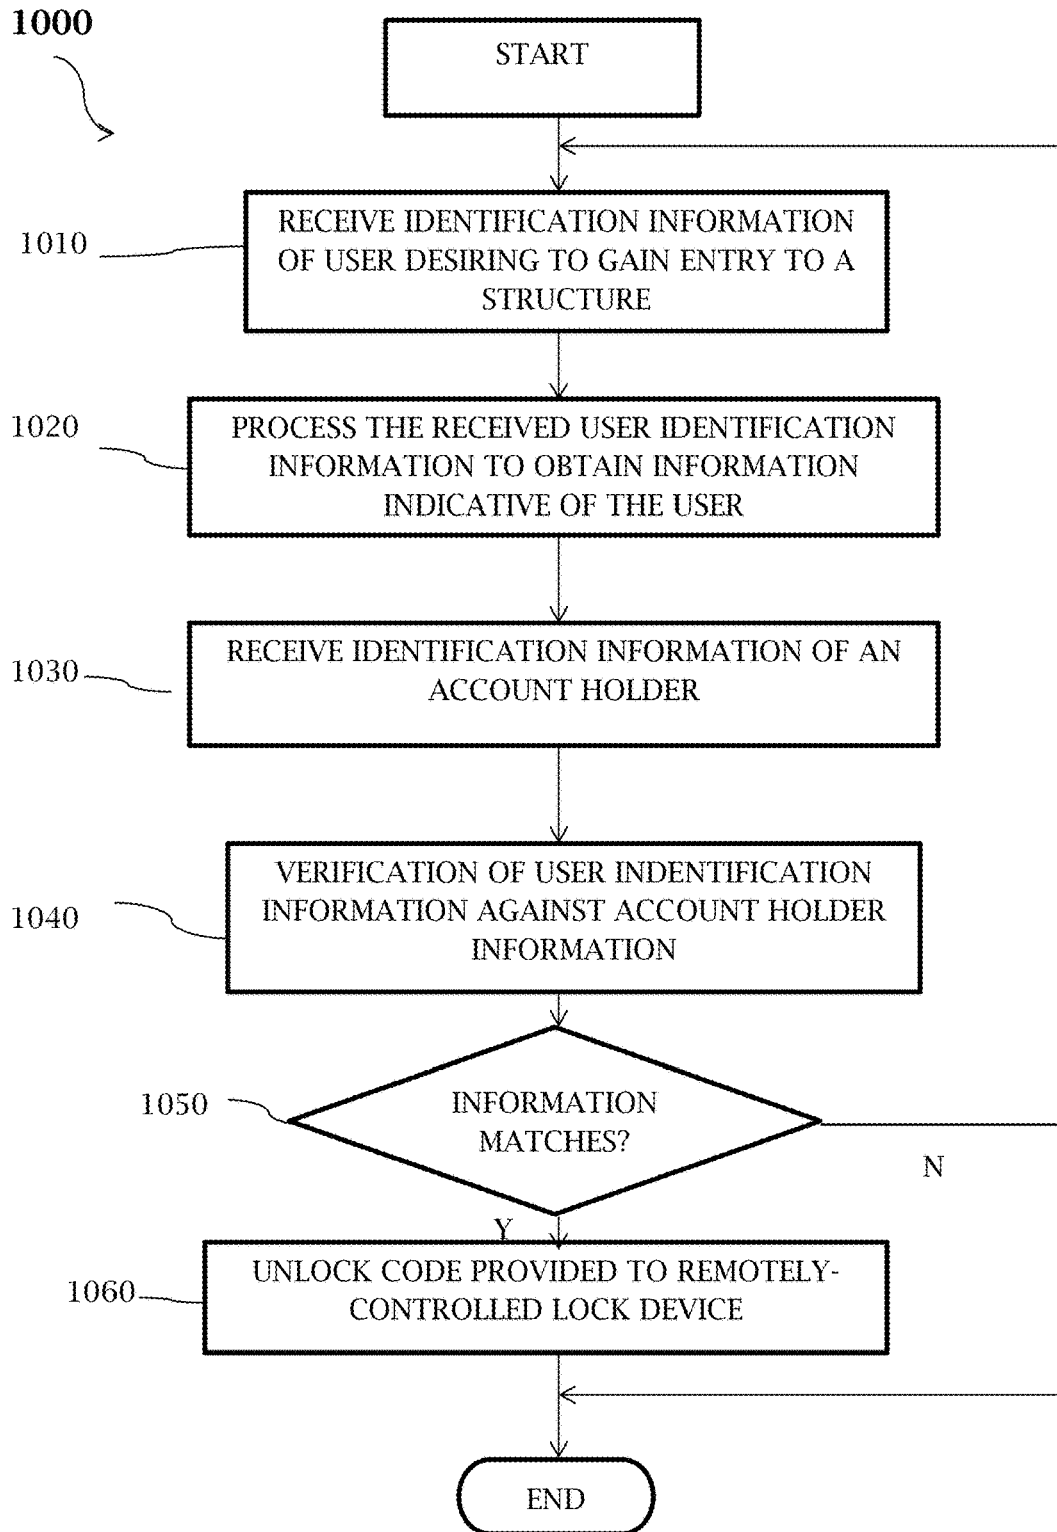 1000
START
1010
RECEIVE IDENTIFICATION INFORMATION
OF USER DESIRING TO GAIN ENTRY TO A
STRUCTURE
1020
PROCESS THE RECEIVED USER IDENTIFICATION
INFORMATION TO OBTAIN INFORMATION
INDICATIVE OF THE USER
1030
RECEIVE IDENTIFICATION INFORMATION OF AN
ACCOUNT HOLDER
1040
VERIFICATION OF USER INDENTIFICATION
INFORMATION AGAINST ACCOUNT HOLDER
INFORMATION
1050
INFORMATION
MATCHES?
N
Y
1060
UNLOCK CODE PROVIDED TO REMOTELY-
CONTROLLED LOCK DEVICE
END